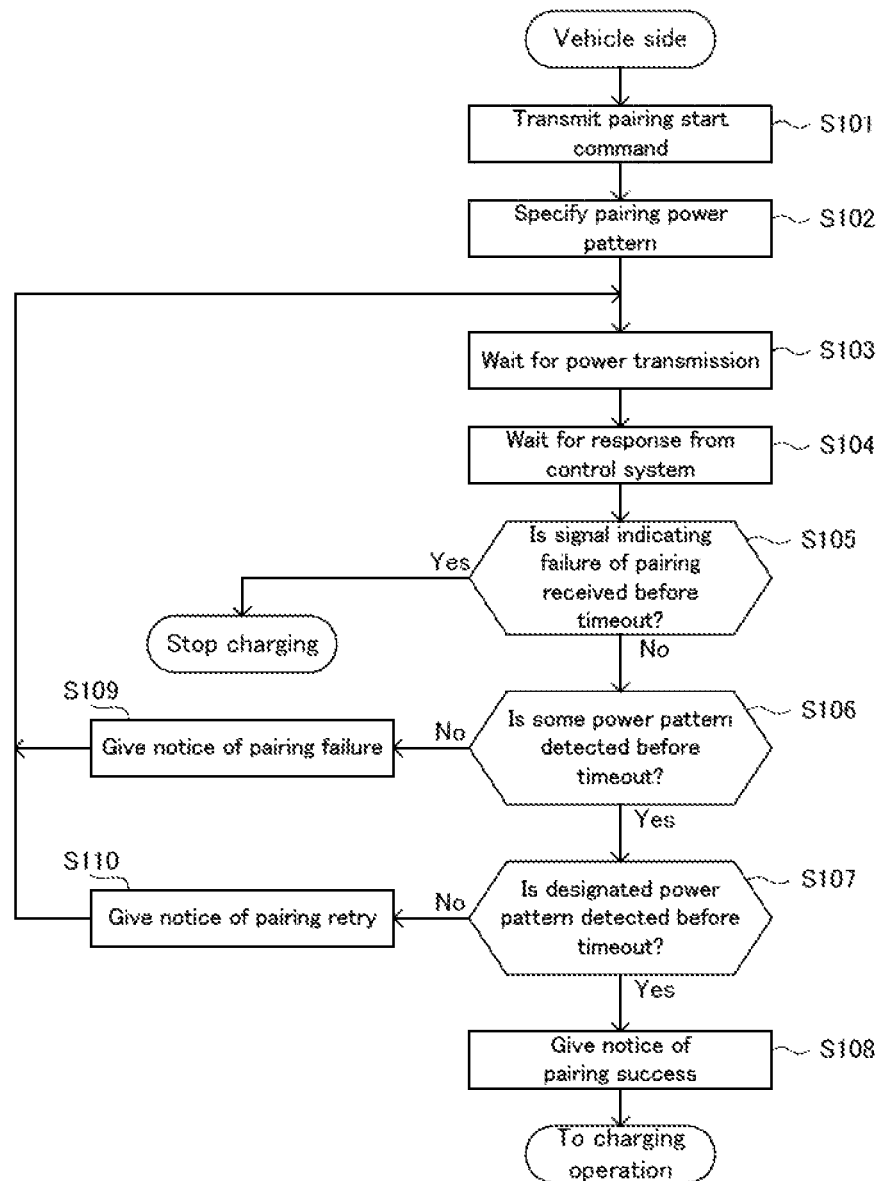 Vehicle side
Transmit pairing start
command
S101
Specify pairing power
pattern
S102
Wait for power transmission
S103
Wait for response from
control system
S104
Is signal indicating
failure of pairing
received before
timeout?
S105
Yes
Stop charging
No
Is some power pattern
detected before
timeout?
S106
No
S109
Give notice of pairing failure
Yes
Is designated power
pattern detected before
timeout?
S107
No
S110
Give notice of pairing retry
Yes
Give notice of
pairing success
S108
To charging
operation